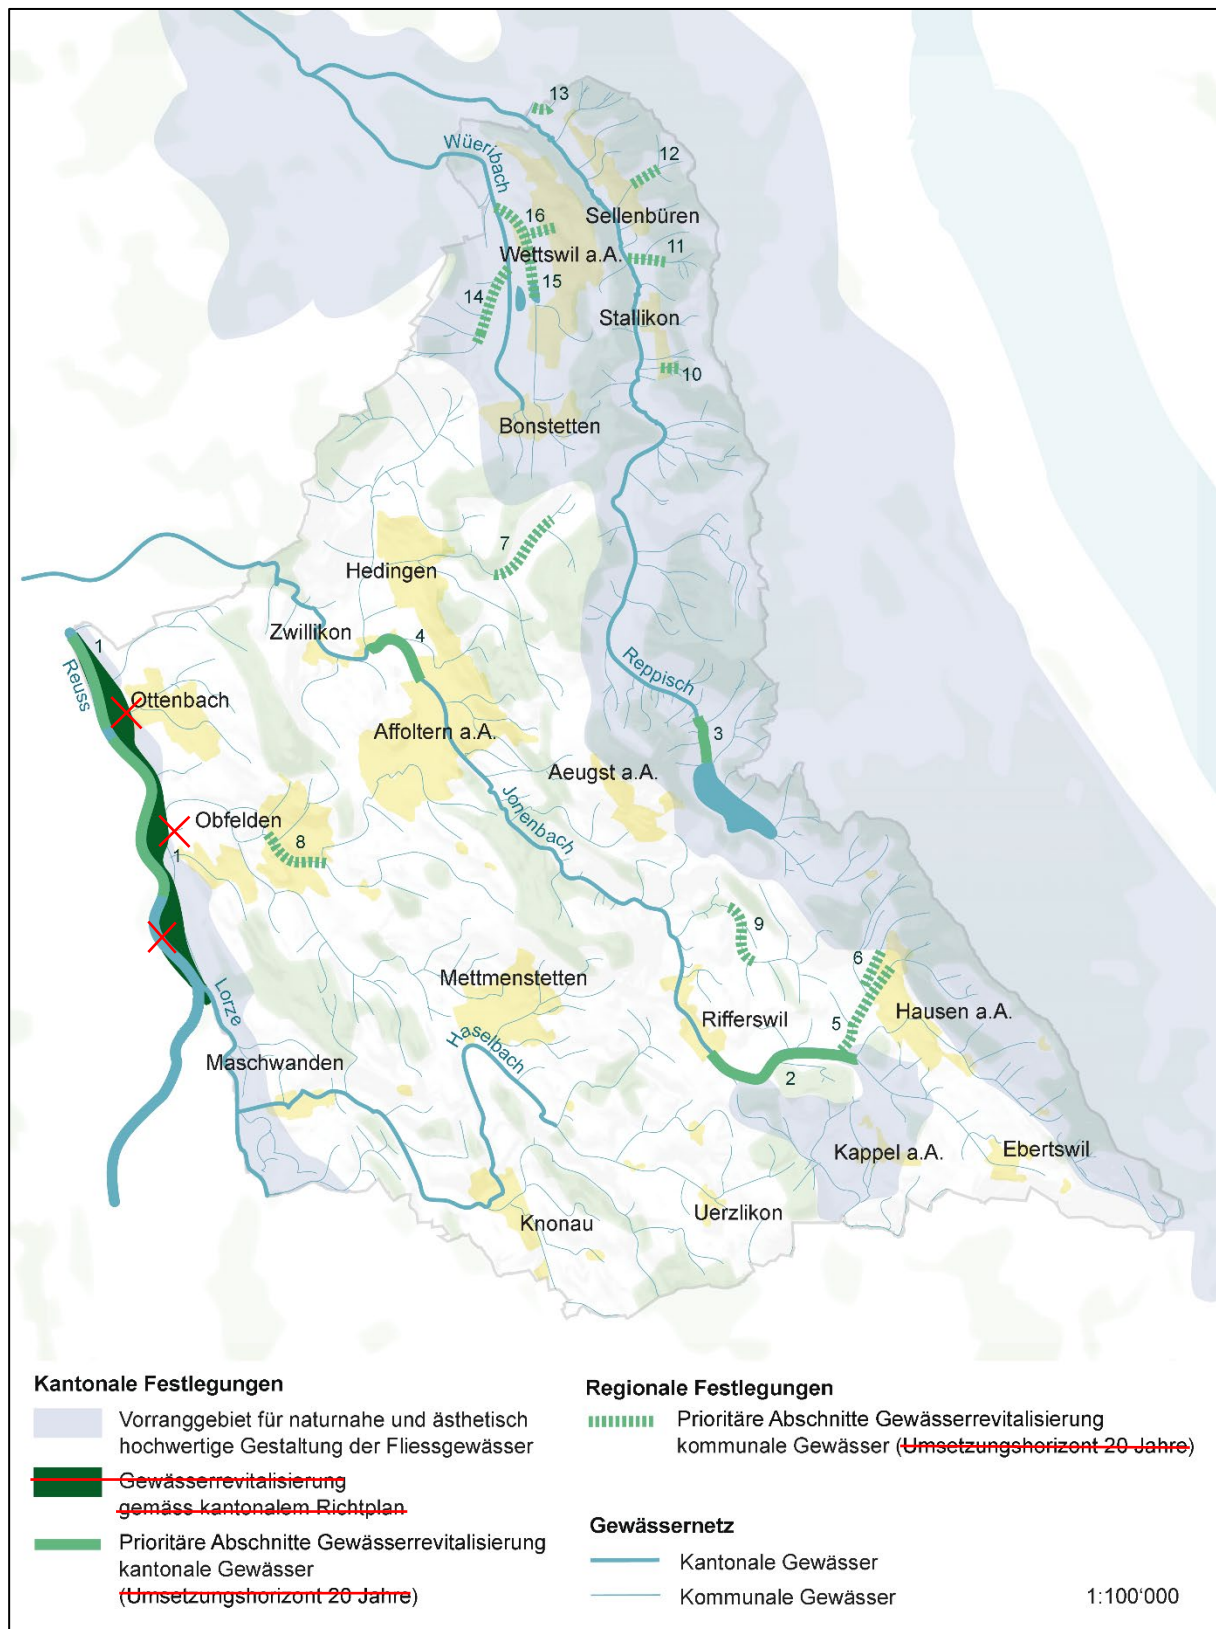 13
Wüeribach
12
16
Sellenbüren
Wettswil a.A.
11
14
15
Stallikon
10
Bonstetten
7
Hedingen
Zwillikon
4
1
Reuss
Reppisch
Ottenbach
Affoltern a.A.
3
Aeugst a.A.
Jonenbach
Obfelden
8
1
9
6
Mettmenstetten
Lorze
Rifferswil
5
Hausen a.A.
Haselbach
Maschwanden
2
Kappel a.A.
Ebertswil
Knonau
Uerzlikon
Kantonale Festlegungen
Vorranggebiet für naturnahe und ästhetisch
hochwertige Gestaltung der Fliessgewässer
Gewässerrevitalisierung
gemäss kantonalem Richtplan
Prioritäre Abschnitte Gewässerrevitalisierung
kantonale Gewässer
(Umsetzungshorizont 20 Jahre)
Regionale Festlegungen
Prioritäre Abschnitte Gewässerrevitalisierung
kommunale Gewässer (Umsetzungshorizont 20 Jahre)
Gewässernetz
Kantonale Gewässer
Kommunale Gewässer
1:100‘000